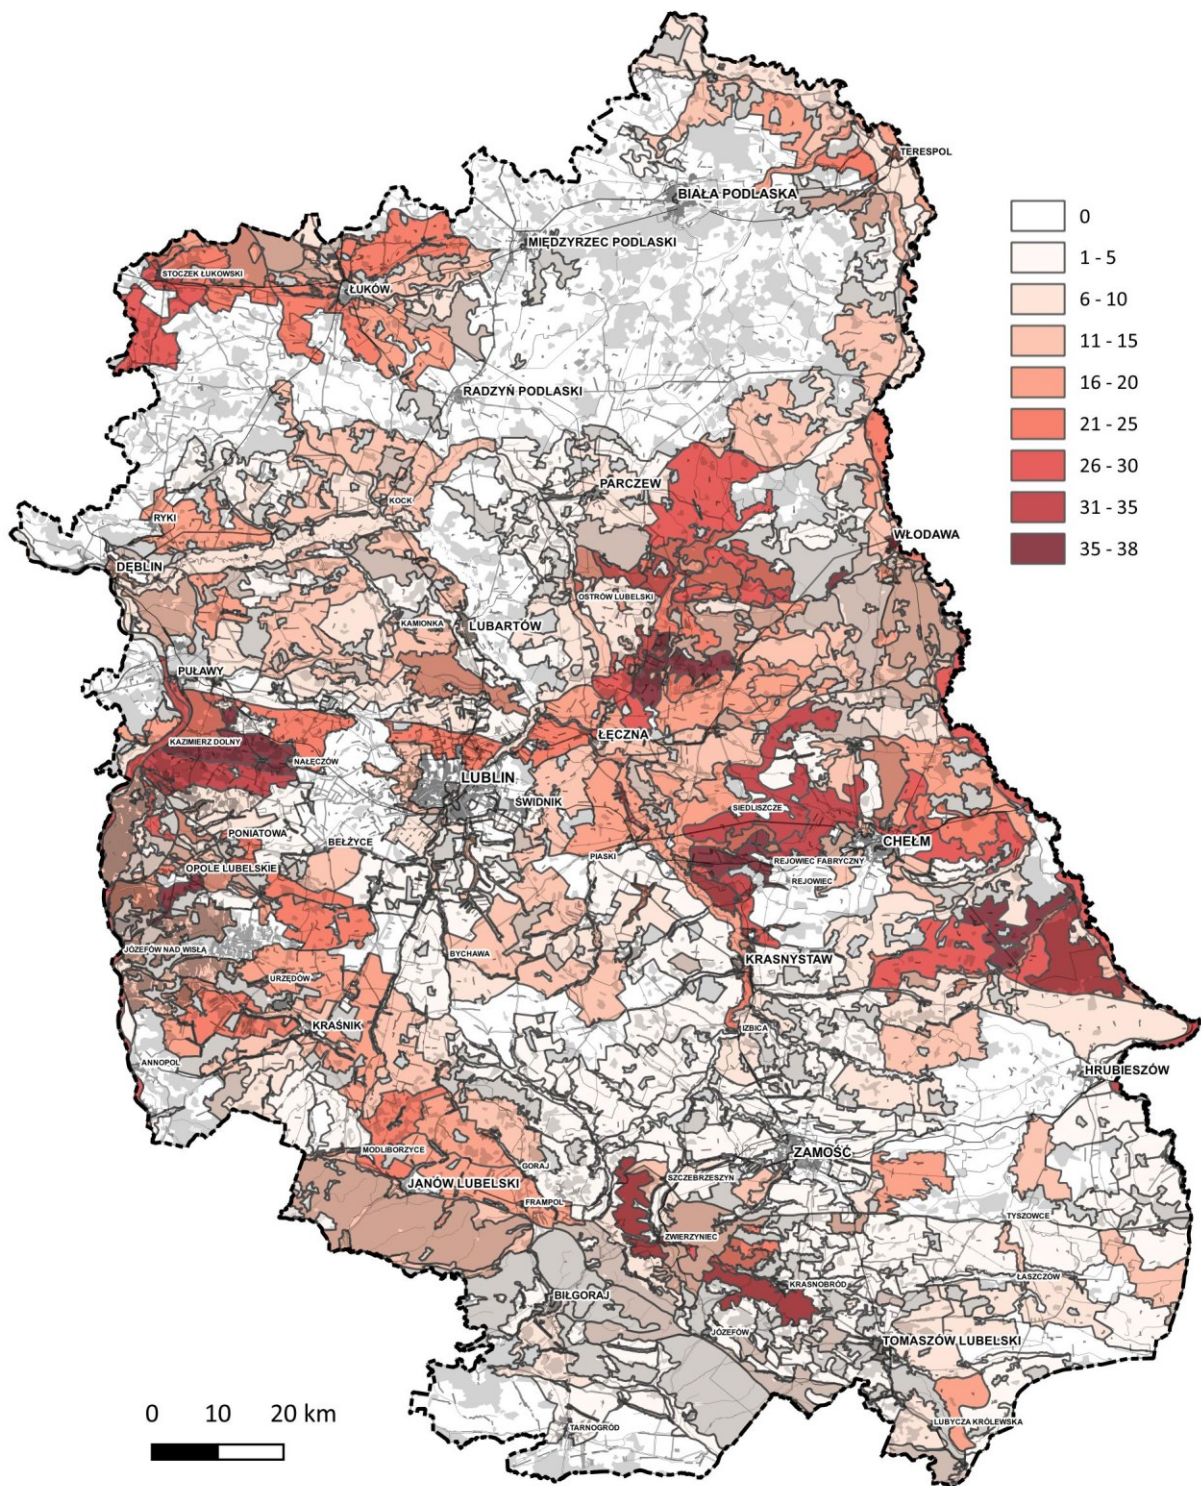 TERESPOL
BIAŁA PODLASKA
0
1 - 5
MIĘDZYRZEC PODLASKI
6 - 10
STOCZEK ŁUKOWSKI
ŁUKÓW
11 - 15
16 - 20
RADZYŃ PODLASKI
21 - 25
26 - 30
PARCZEW
KOCK
31 - 35
RYKI
WŁODAWA
35 - 38
DĘBLIN
OSTRÓW LUBELSKI
0
KAMIONKA
LUBARTÓW
PUŁAWY
ŁĘCZNA
KAZIMIERZ DOLNY
NAŁĘCZÓW
LUBLIN
ŚWIDNIK
SIEDLISZCZE
PONIATOWA
BEŁŻYCE
CHEŁM
PIASKI
REJOWIEC FABRYCZNY
OPOLE LUBELSKIE
REJOWIEC
JÓZEFÓW NAD WISŁĄ
BYCHAWA
KRASNYSTAW
URZĘDÓW
KRAŚNIK
IZBICA
ANNOPOL
HRUBIESZÓW
MODLIBORZYCE
ZAMOŚĆ
GORAJ
SZCZEBRZESZYN
JANÓW LUBELSKI
FRAMPOL
TYSZOWCE
ZWIERZYNIEC
ŁASZCZÓW
KRASNOBRÓD
BIŁGORAJ
JÓZEFÓW
TOMASZÓW LUBELSKI
0 10 20 km
LUBYCZA KRÓLEWSKA
TARNOGRÓD